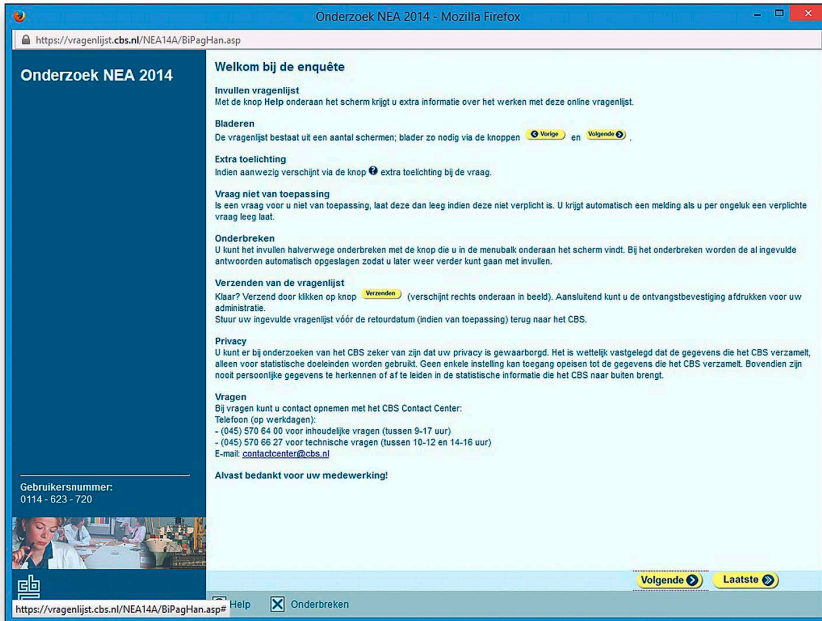 Onderzoek NEA 2014 - Mozilla Firefox
https://vragenlijst.cbs.nl/NEA14A/BiPagHan.asp
Onderzoek NEA 2014
Welkom bij de enquête
Invullen vragenlijst
Met de knop Help onderaan het scherm krijgt u extra informatie over het werken met deze online vragenlijst.
Bladeren
De vragenlijst bestaat uit een aantal schermen; blader zo nodig via de knoppen Vorige en Volgende .
Extra toelichting
Indien aanwezig verschijnt via de knop ? extra toelichting bij de vraag.
Vraag niet van toepassing
Is een vraag voor u niet van toepassing, laat deze dan leeg indien deze niet verplicht is. U krijgt automatisch een melding als u per ongeluk een verplichte
vraag leeg laat.
Onderbreken
U kunt het invullen halverwege onderbreken met de knop die u in de menubalk onderaan het scherm vindt. Bij het onderbreken worden de al ingevulde
antwoorden automatisch opgeslagen zodat u later weer verder kunt gaan met invullen.
Verzenden van de vragenlijst
Klaar? Verzend door klikken op knop Verzenden (verschijnt rechts onderaan in beeld). Aansluitend kunt u de ontvangstbevestiging afdrukken voor uw
administratie.
Stuur uw ingevulde vragenlijst vóór de retourdatum (indien van toepassing) terug naar het CBS.
Privacy
U kunt er bij onderzoeken van het CBS zeker van zijn dat uw privacy is gewaarborgd. Het is wettelijk vastgelegd dat de gegevens die het CBS verzamelt,
alleen voor statistische doeleinden worden gebruikt. Geen enkele instelling kan toegang opeisen tot de gegevens die het CBS verzamelt. Bovendien zijn
nooit persoonlijke gegevens te herkennen of af te leiden in de statistische informatie die het CBS naar buiten brengt.
Vragen
Bij vragen kunt u contact opnemen met het CBS Contact Center:
Telefoon (op werkdagen):
- (045) 570 64 00 voor inhoudelijke vragen (tussen 9-17 uur)
- (045) 570 66 27 voor technische vragen (tussen 10-12 en 14-16 uur)
E-mail: contactcenter@cbs.nl
Alvast bedankt voor uw medewerking!
Gebruikersnummer:
0114 - 623 - 720
Volgende Laatste
cb
https://vragenlijst.cbs.nl/NEA14A/BiPagHan.asp#
Help Onderbreken